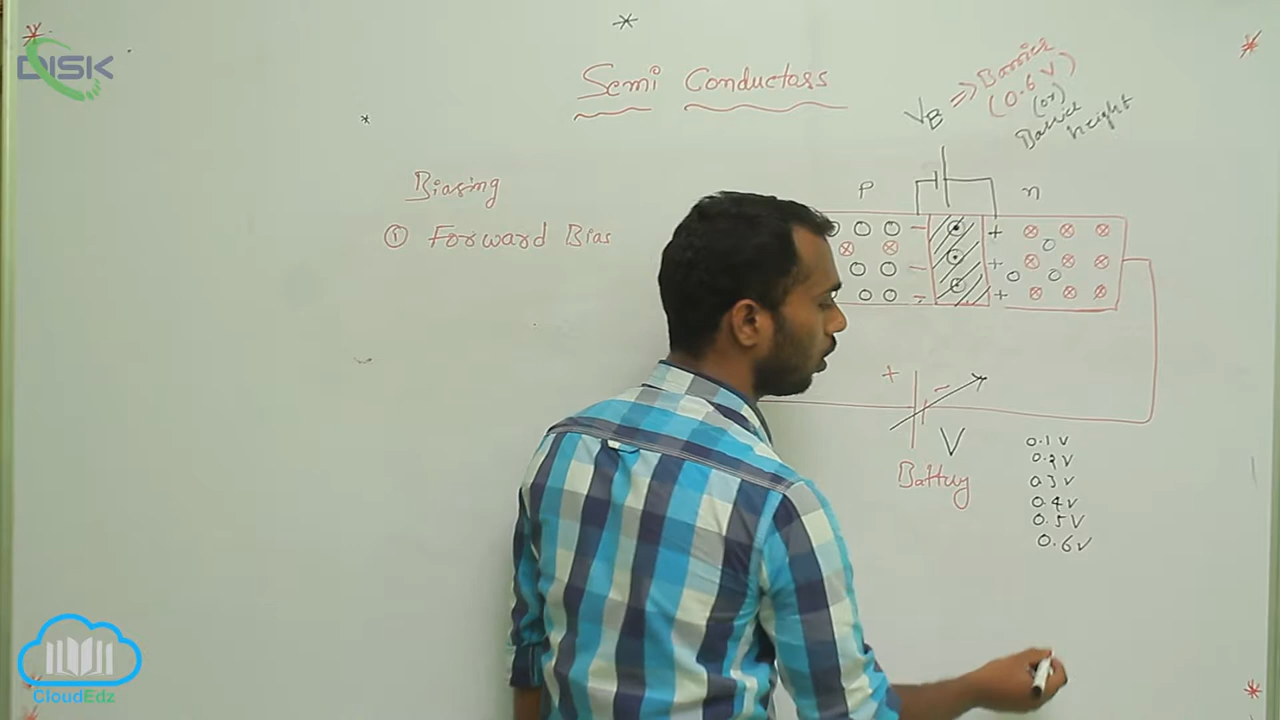 DISK
Semi Conductors
Biasing
① Forward Bias
VB => Barrier
(0.6 V)
(or)
Barrier
height
P
n
+ -
V
Battery
0.1 V
0.2 V
0.3 V
0.4 V
0.5 V
0.6 V
CloudEdz